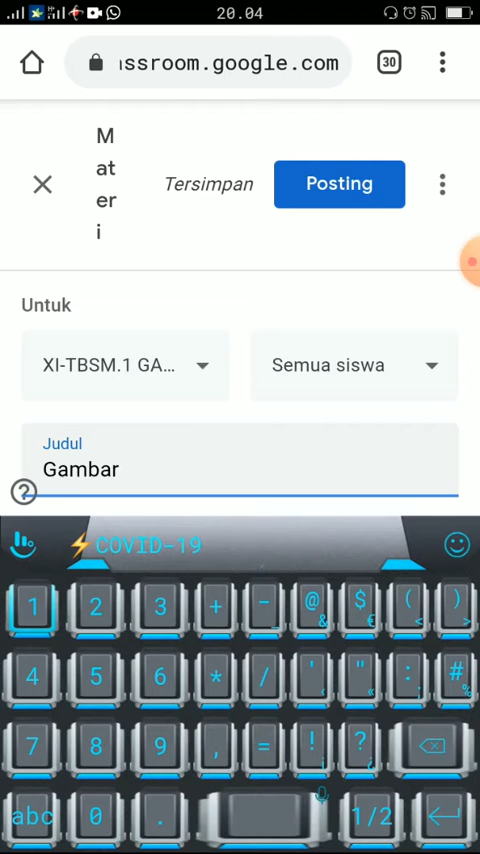 20.04
assroom.google.com
30
Materi
Tersimpan
Posting
Untuk
XI-TBSM.1 GA...
Semua siswa
Judul
Gambar
?
⚡COVID-19
1 2 3 + - _ @ & $ € ( < ) >
4 5 6 * / ' ‹ " « : ; # %
7 8 9 , = ! ¡ ? ¿
abc 0 . 1/2